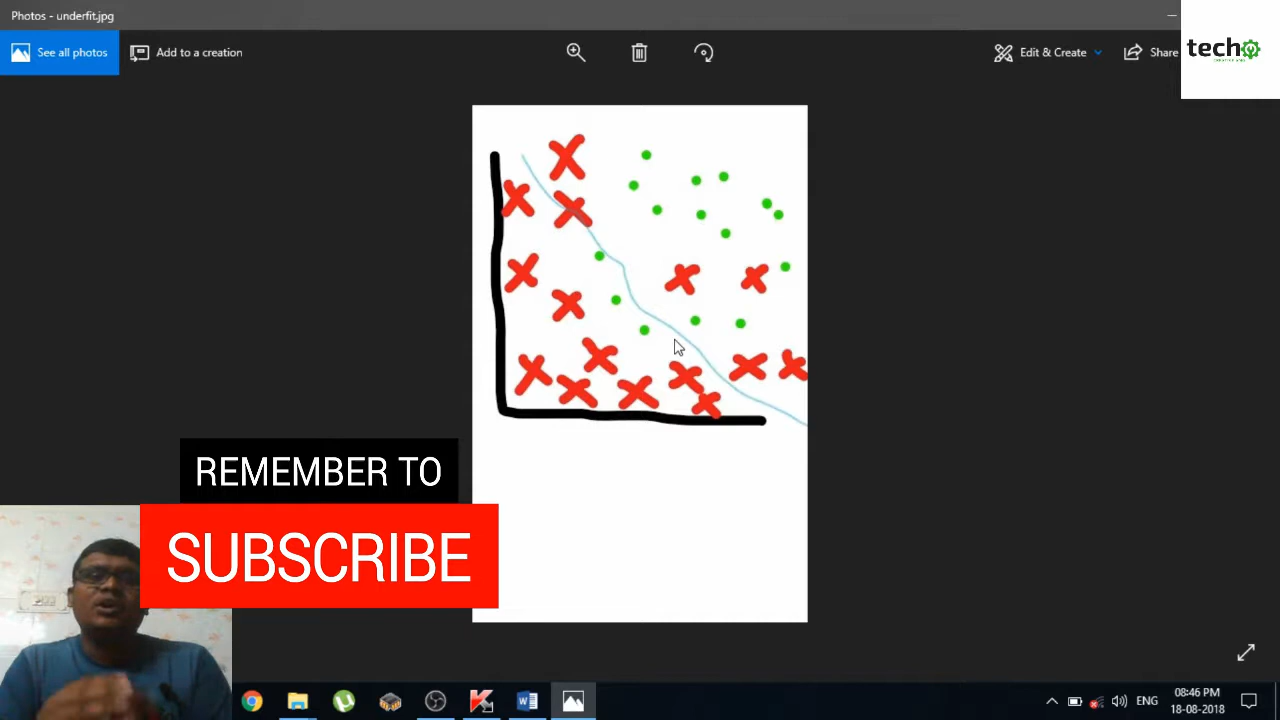 Photos - underfit.jpg
See all photos
Add to a creation
Edit & Create
Share
tech
REMEMBER TO
SUBSCRIBE
ENG
08:46 PM
18-08-2018